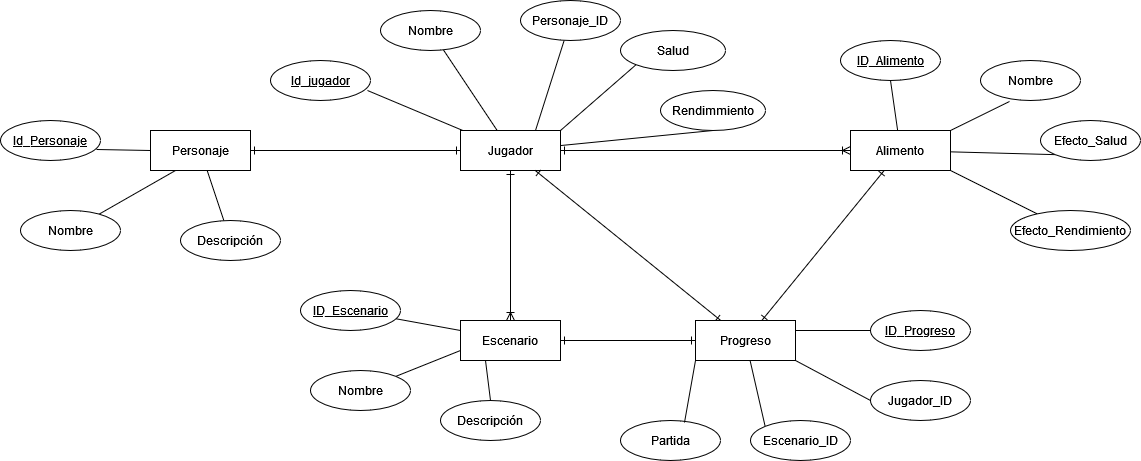 Personaje_ID
Nombre
Salud
ID_Alimento
Id_jugador
Nombre
Rendimmiento
Id_Personaje
Efecto_Salud
Personaje
Jugador
Alimento
Nombre
Descripción
Efecto_Rendimiento
ID_Escenario
ID_Progreso
Escenario
Progreso
Nombre
Jugador_ID
Descripción
Partida
Escenario_ID